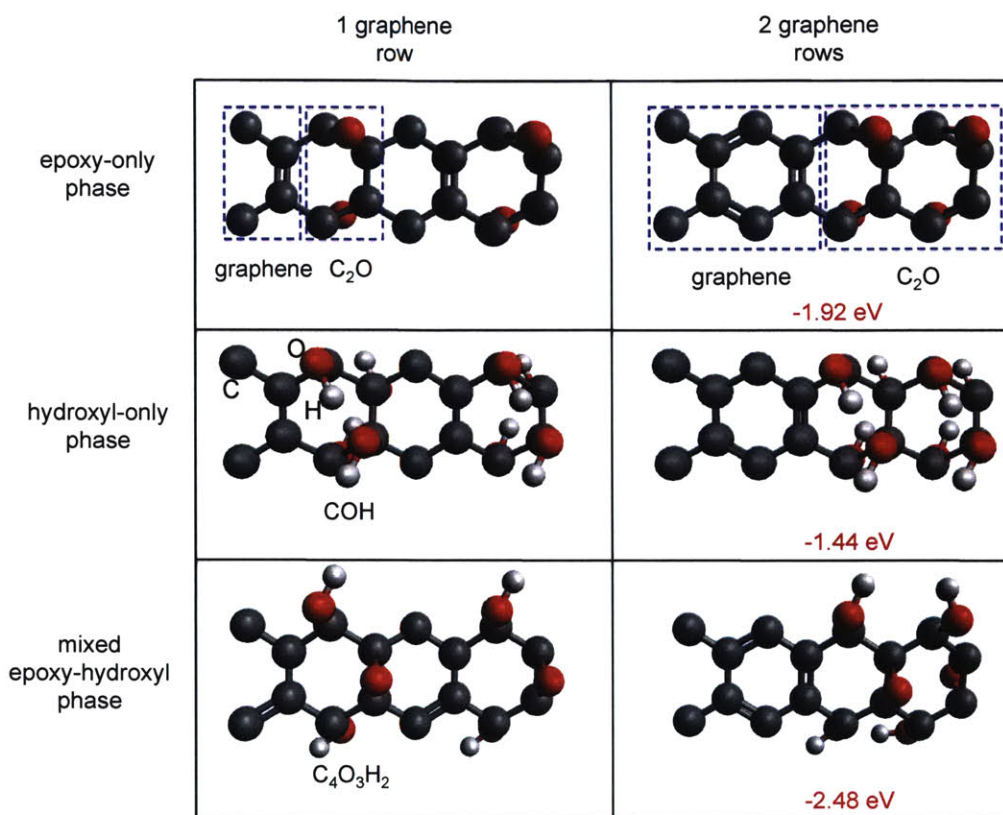 1 graphene
row
2 graphene
rows
epoxy-only
phase
graphene C₂O
graphene C₂O
-1.92 eV
hydroxyl-only
phase
O
C
H
COH
-1.44 eV
mixed
epoxy-hydroxyl
phase
C₄O₃H₂
-2.48 eV